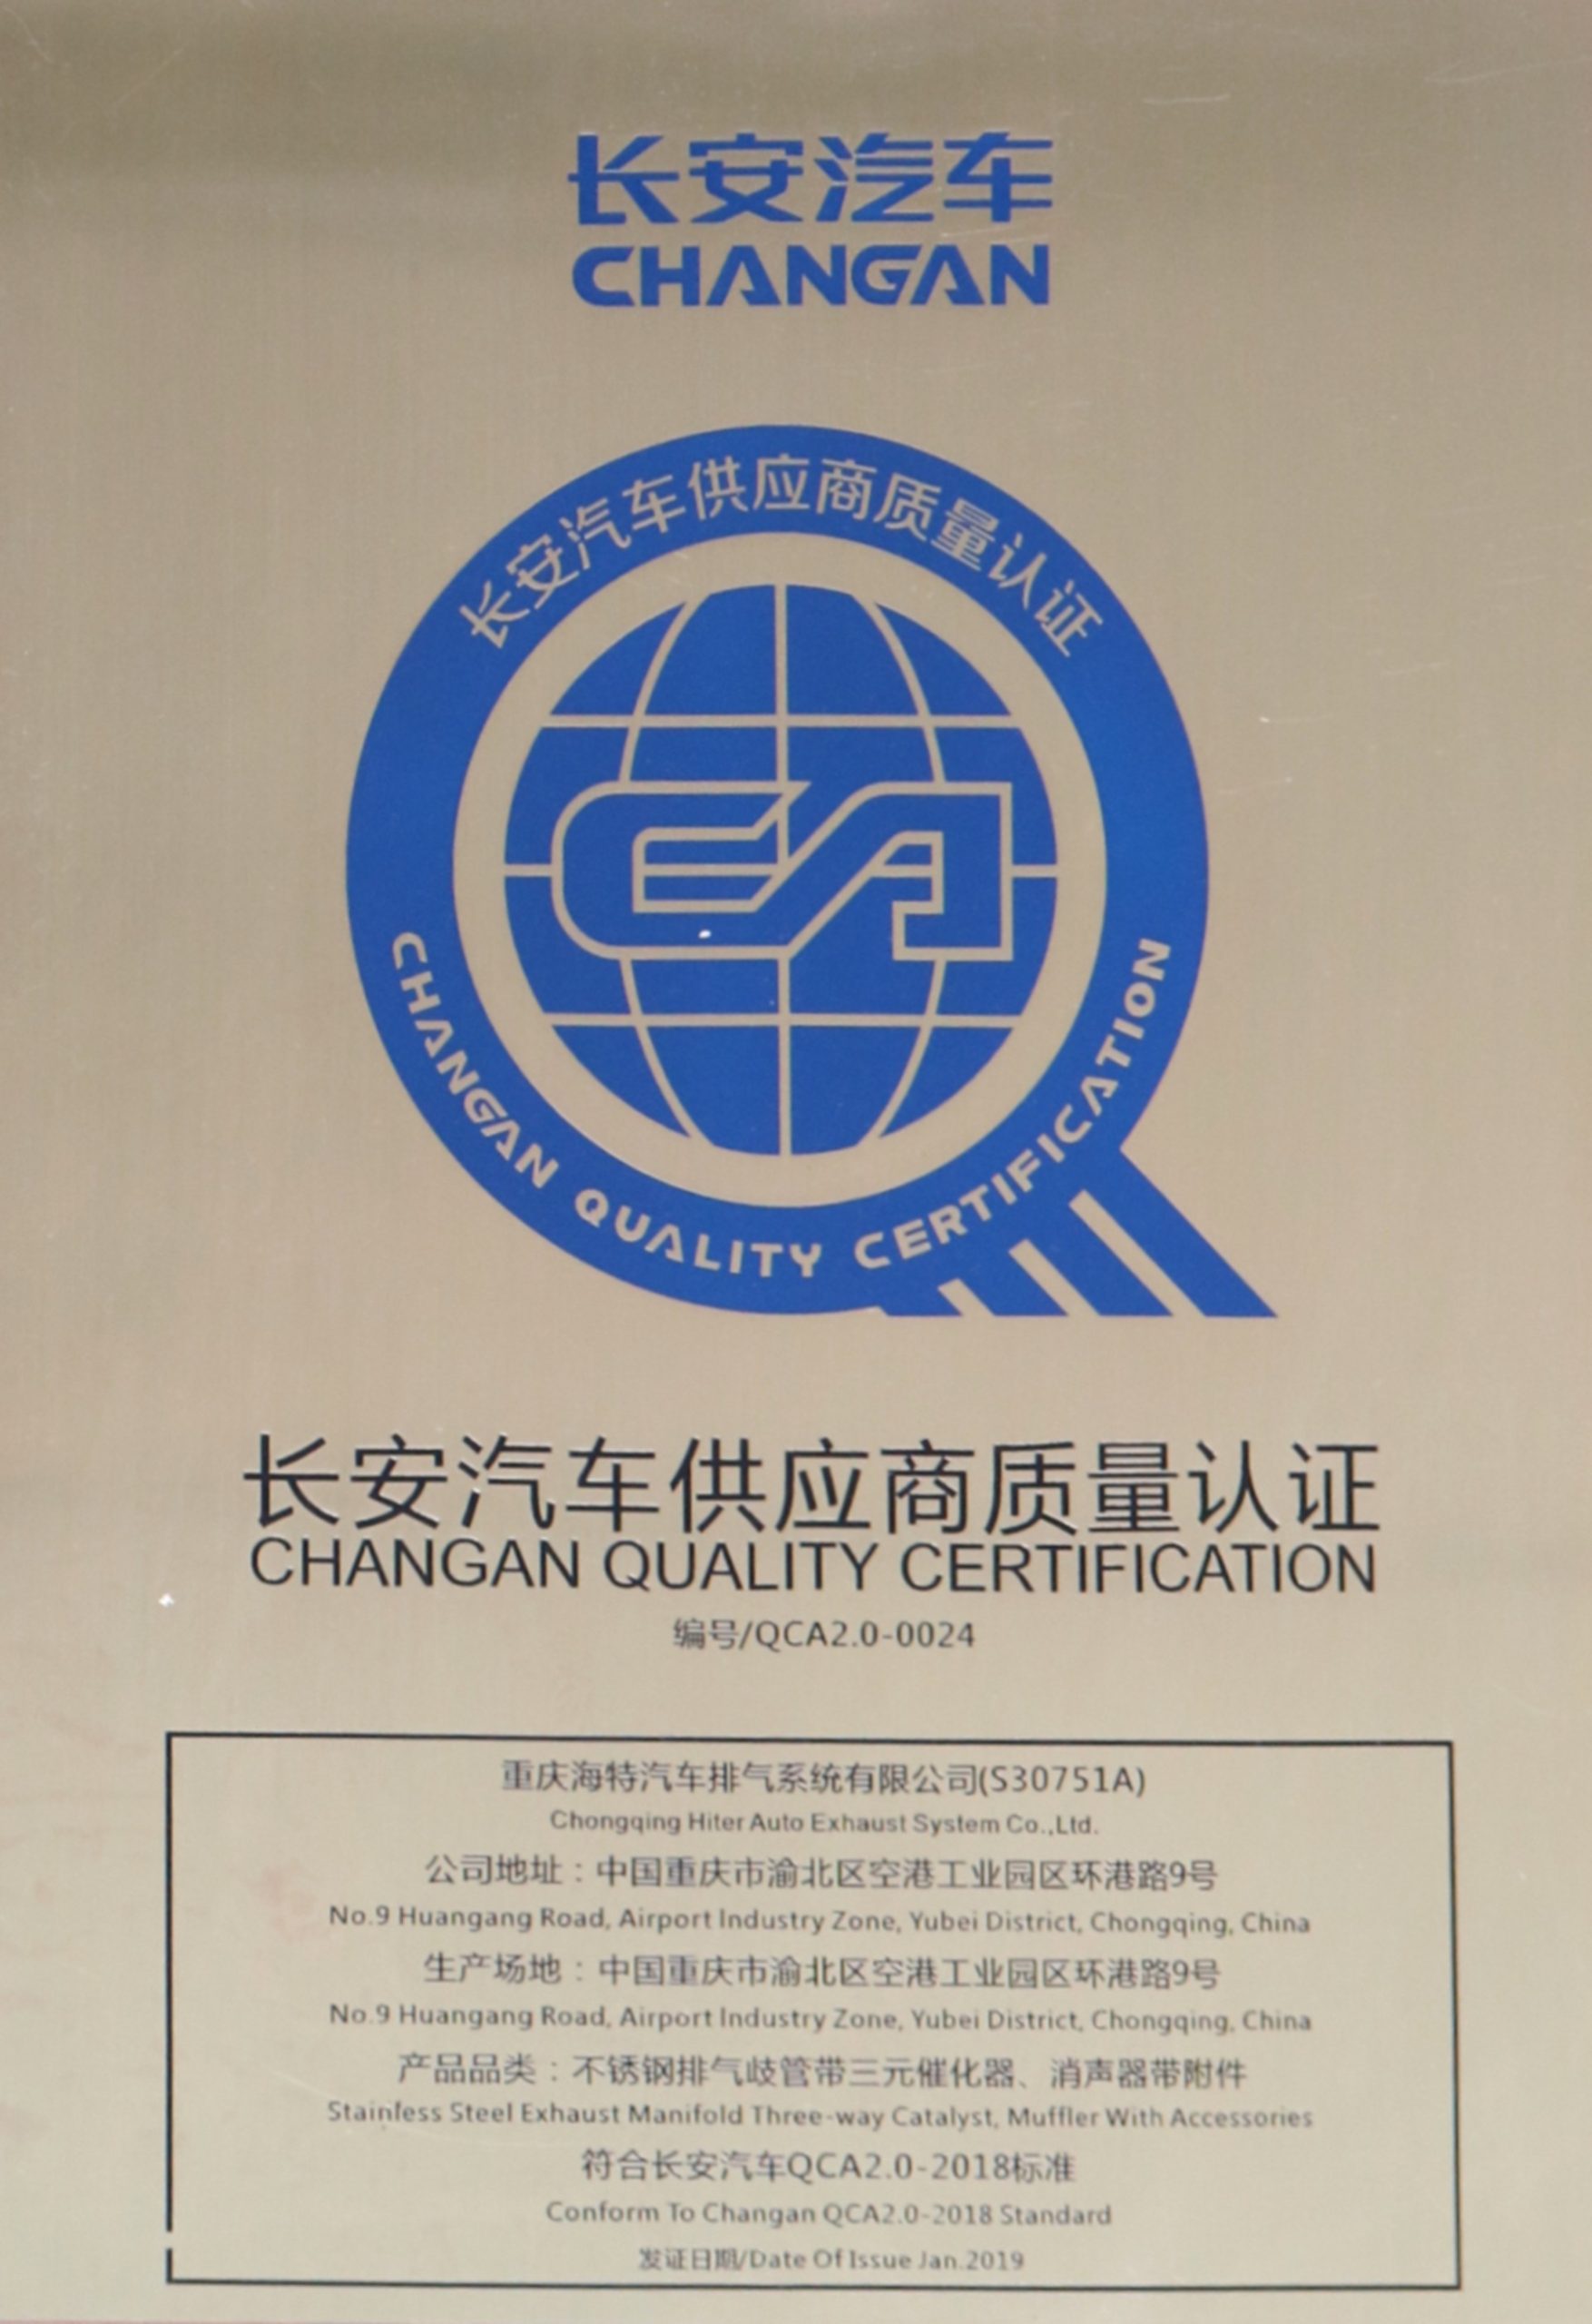 长安汽车
CHANGAN
长安汽车供应商质量认证
CA
CHANGAN QUALITY CERTIFICATION
长安汽车供应商质量认证
CHANGAN QUALITY CERTIFICATION
编号/QCA2.0-0024
重庆海特汽车排气系统有限公司(S30751A)
Chongqing Hiter Auto Exhaust System Co.,Ltd.
公司地址：中国重庆市渝北区空港工业园区环港路9号
No.9 Huangang Road, Airport Industry Zone, Yubei District, Chongqing, China
生产场地：中国重庆市渝北区空港工业园区环港路9号
No.9 Huangang Road, Airport Industry Zone, Yubei District, Chongqing, China
产品品类：不锈钢排气歧管带三元催化器、消声器带附件
Stainless Steel Exhaust Manifold Three-way Catalyst, Muffler With Accessories
符合长安汽车QCA2.0-2018标准
Conform To Changan QCA2.0-2018 Standard
发证日期/Date Of Issue Jan.2019